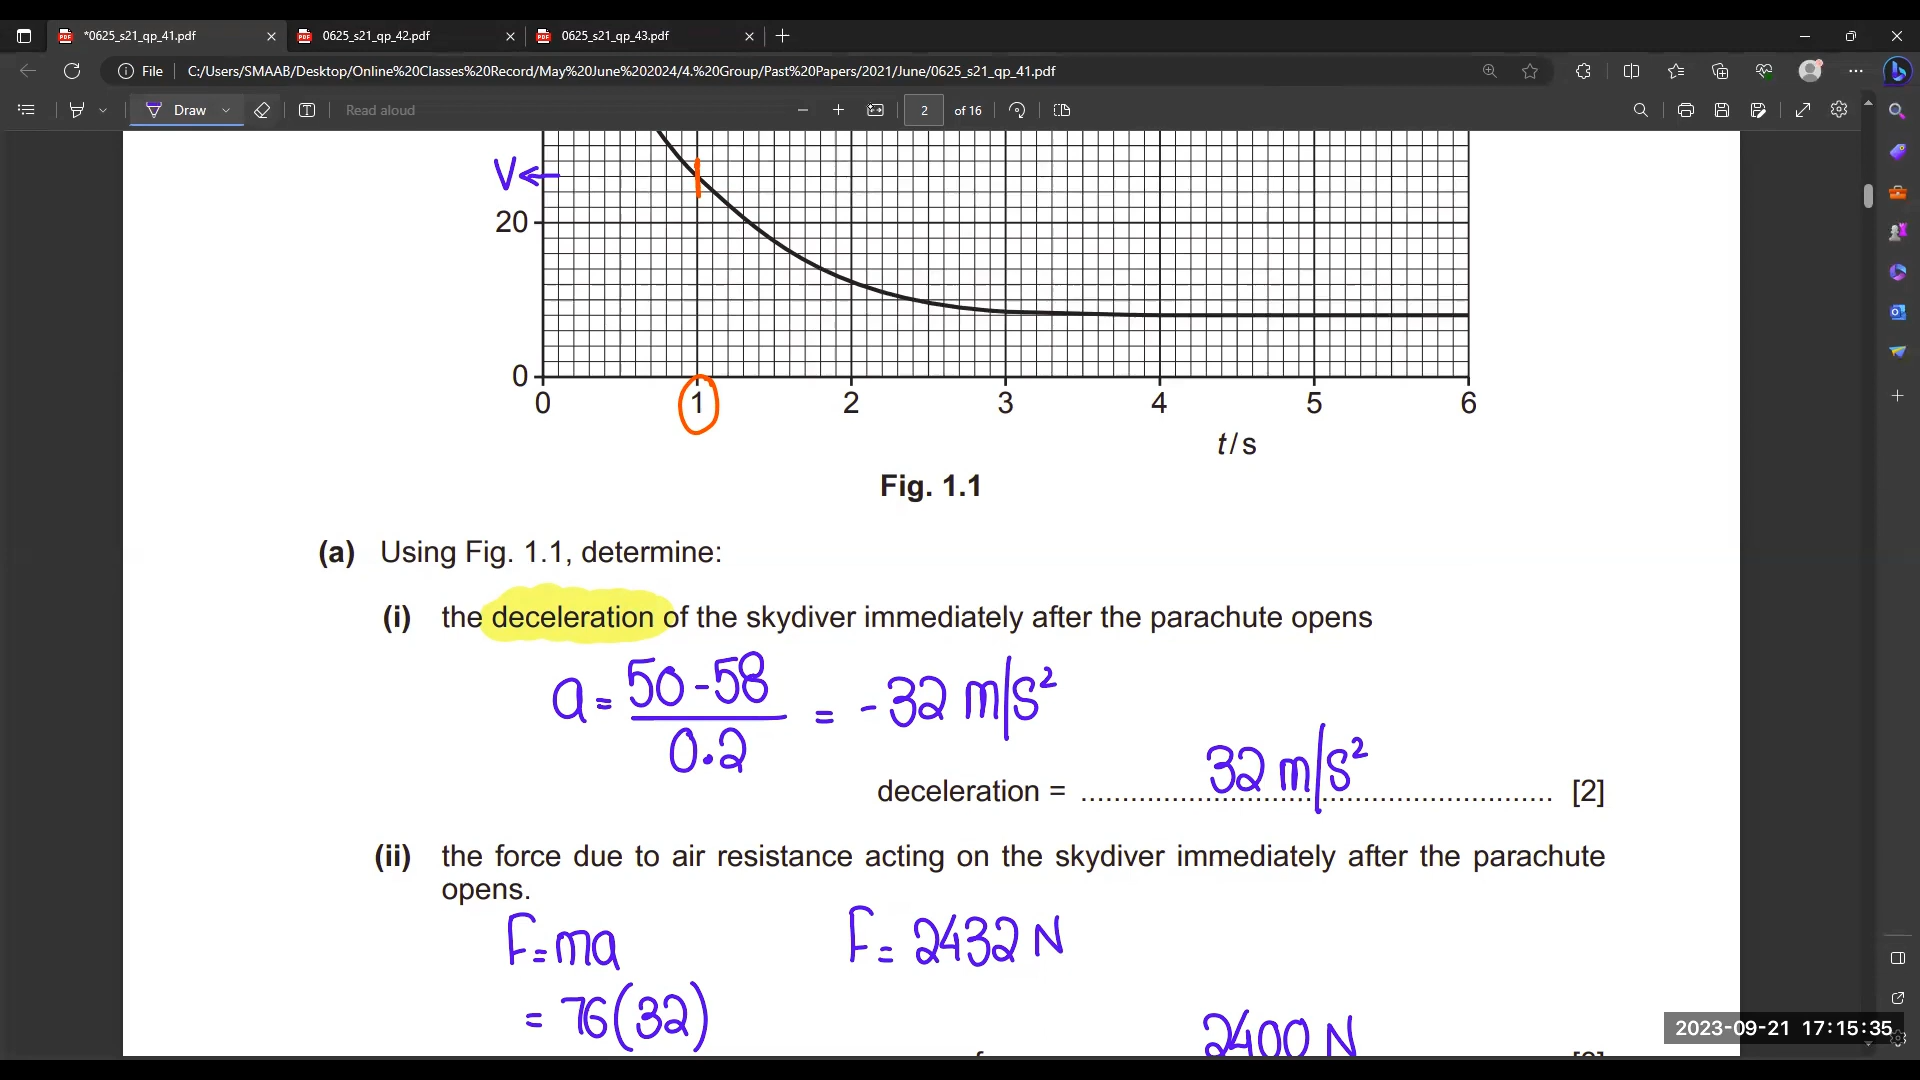 *0625_s21_qp_41.pdf
0625_s21_qp_42.pdf
0625_s21_qp_43.pdf
File
C:/Users/SMAAB/Desktop/Online%20Classes%20Record/May%20June%202024/4.%20Group/Past%20Papers/2021/June/0625_s21_qp_41.pdf
Draw
Read aloud
2
of 16
V
20
0
0 1 2 3 4 5 6
t/s
Fig. 1.1
(a) Using Fig. 1.1, determine:
(i) the deceleration of the skydiver immediately after the parachute opens
a = 50-58 / 0.2 = -32 m/s²
32 m/s²
deceleration = .......................................................... [2]
(ii) the force due to air resistance acting on the skydiver immediately after the parachute
opens.
F=ma F= 2432 N
= 76(32)
2400 N
2023-09-21 17:15:35